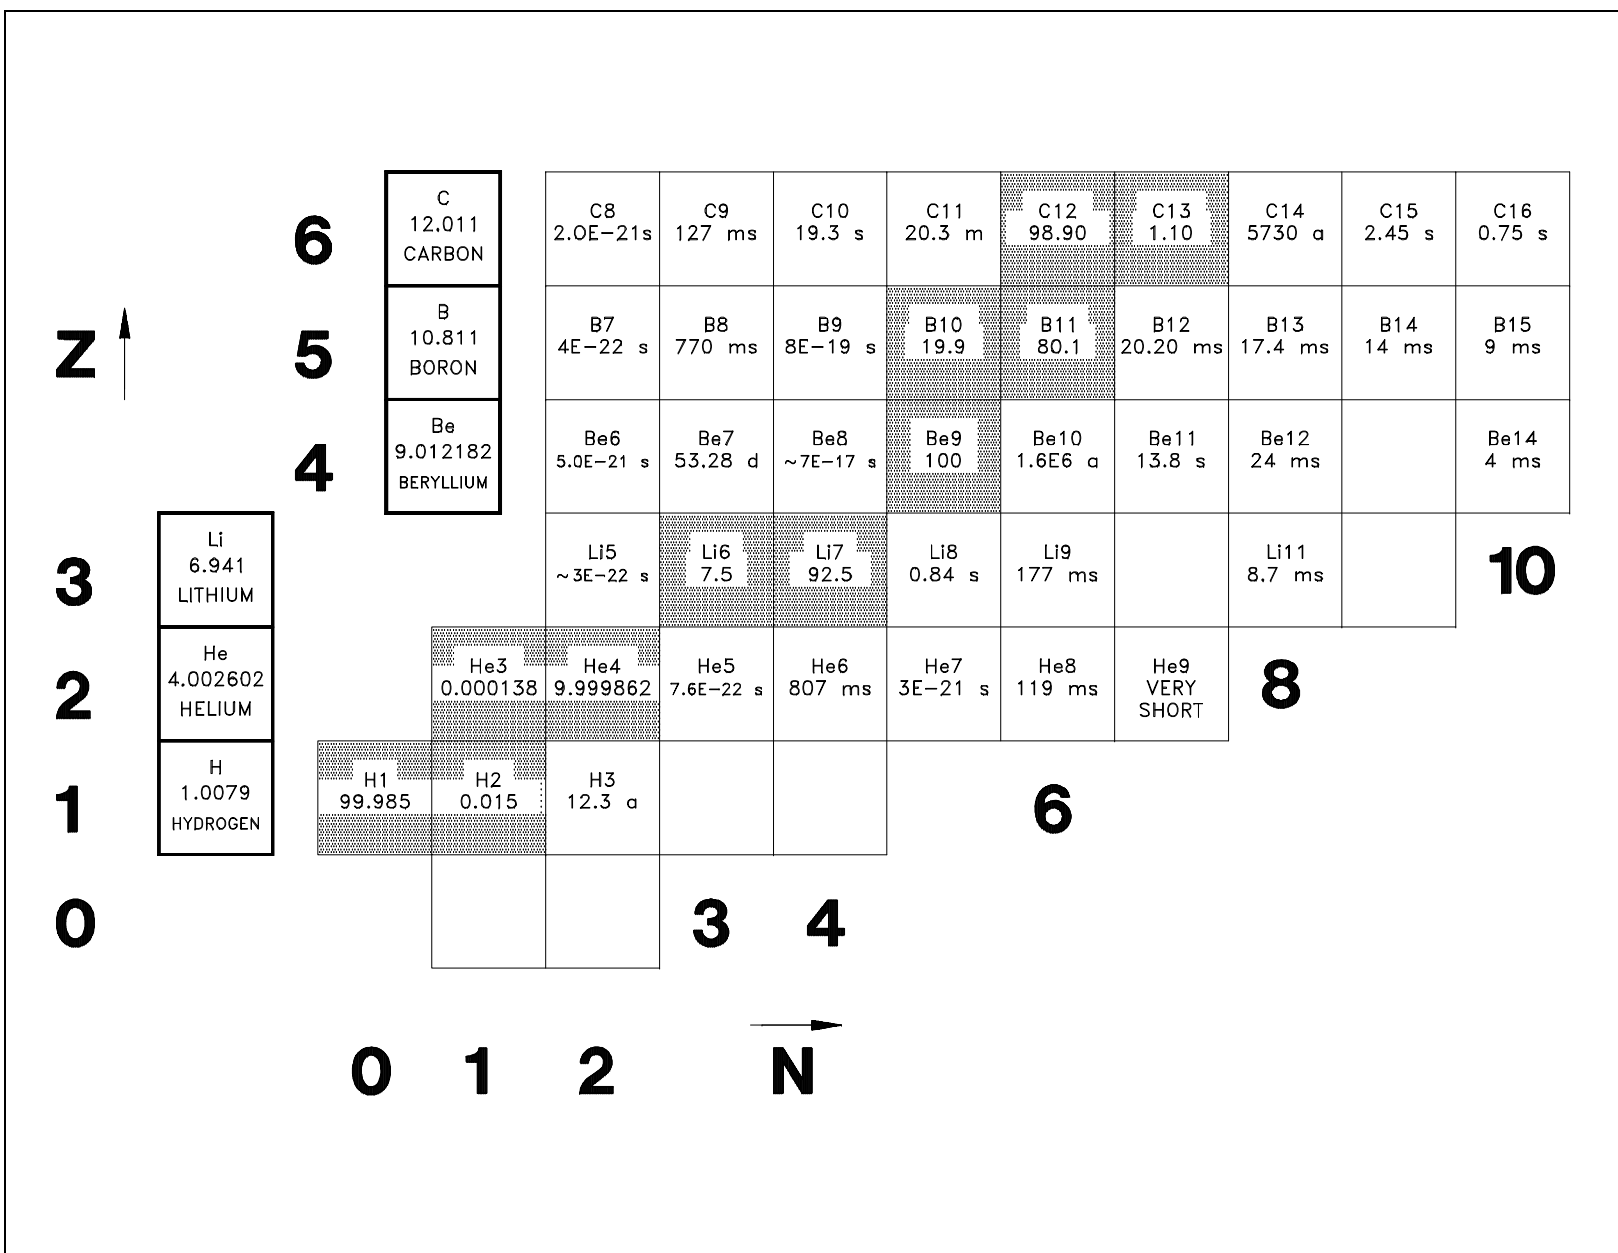 C C8 C9 C10 C11 C12 C13 C14 C15 C16
6 12.011 2.0E−21s 127 ms 19.3 s 20.3 m 98.90 1.10 5730 a 2.45 s 0.75 s
CARBON
B B7 B8 B9 B10 B11 B12 B13 B14 B15
Z 5 10.811 4E−22 s 770 ms 8E−19 s 19.9 80.1 20.20 ms 17.4 ms 14 ms 9 ms
BORON
Be Be6 Be7 Be8 Be9 Be10 Be11 Be12 Be14
4 9.012182 5.0E−21 s 53.28 d ~7E−17 s 100 1.6E6 a 13.8 s 24 ms 4 ms
BERYLLIUM
Li Li5 Li6 Li7 Li8 Li9 Li11
3 6.941 ~3E−22 s 7.5 92.5 0.84 s 177 ms 8.7 ms 10
LITHIUM
He He3 He4 He5 He6 He7 He8 He9
2 4.002602 0.000138 9.999862 7.6E−22 s 807 ms 3E−21 s 119 ms VERY 8
HELIUM SHORT
H H1 H2 H3
1 1.0079 99.985 0.015 12.3 a 6
HYDROGEN
0 3 4
0 1 2 N